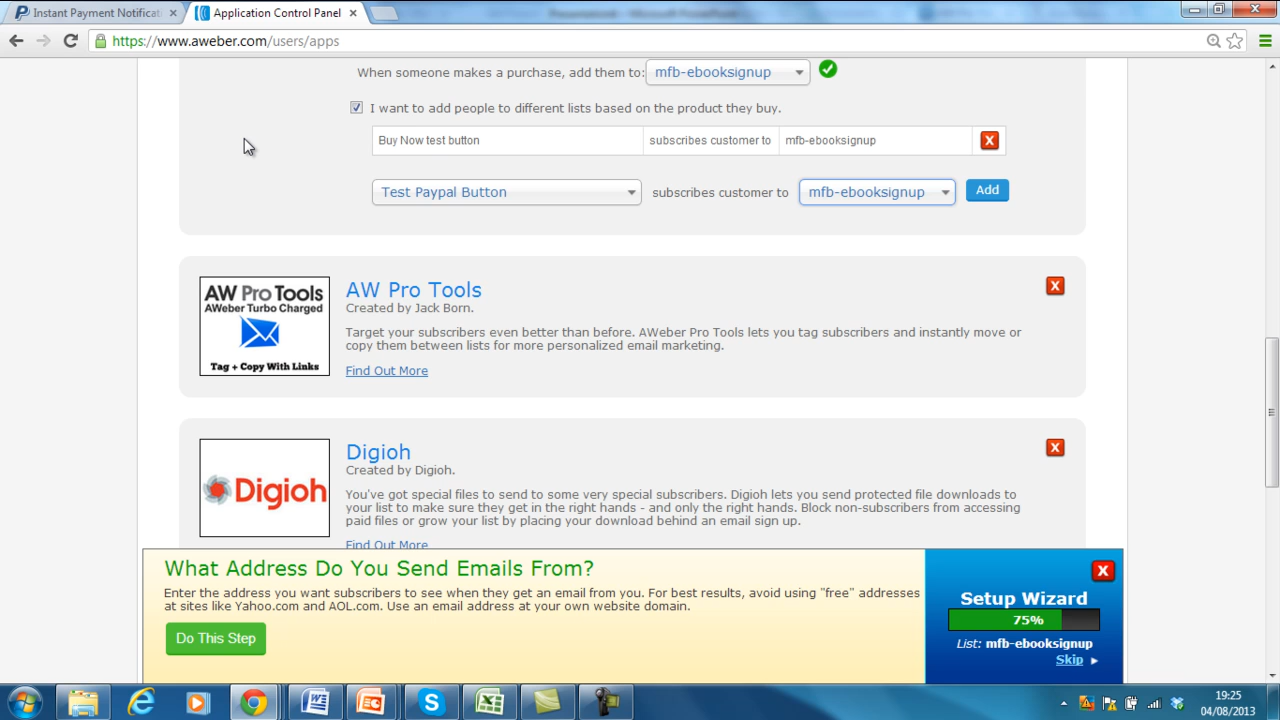 Instant Payment Notificat
Application Control Panel
https://www.aweber.com/users/apps
When someone makes a purchase, add them to: mfb-ebooksignup
I want to add people to different lists based on the product they buy.
Buy Now test button subscribes customer to mfb-ebooksignup
Test Paypal Button subscribes customer to mfb-ebooksignup Add
AW Pro Tools
AWeber Turbo Charged
Tag + Copy With Links
AW Pro Tools
Created by Jack Born.
Target your subscribers even better than before. AWeber Pro Tools lets you tag subscribers and instantly move or
copy them between lists for more personalized email marketing.
Find Out More
Digioh
Digioh
Created by Digioh.
You've got special files to send to some very special subscribers. Digioh lets you send protected file downloads to
your list to make sure they get in the right hands - and only the right hands. Block non-subscribers from accessing
paid files or grow your list by placing your download behind an email sign up.
Find Out More
What Address Do You Send Emails From?
Enter the address you want subscribers to see when they get an email from you. For best results, avoid using "free" addresses
at sites like Yahoo.com and AOL.com. Use an email address at your own website domain.
Do This Step
Setup Wizard
75%
List: mfb-ebooksignup
Skip
19:25
04/08/2013